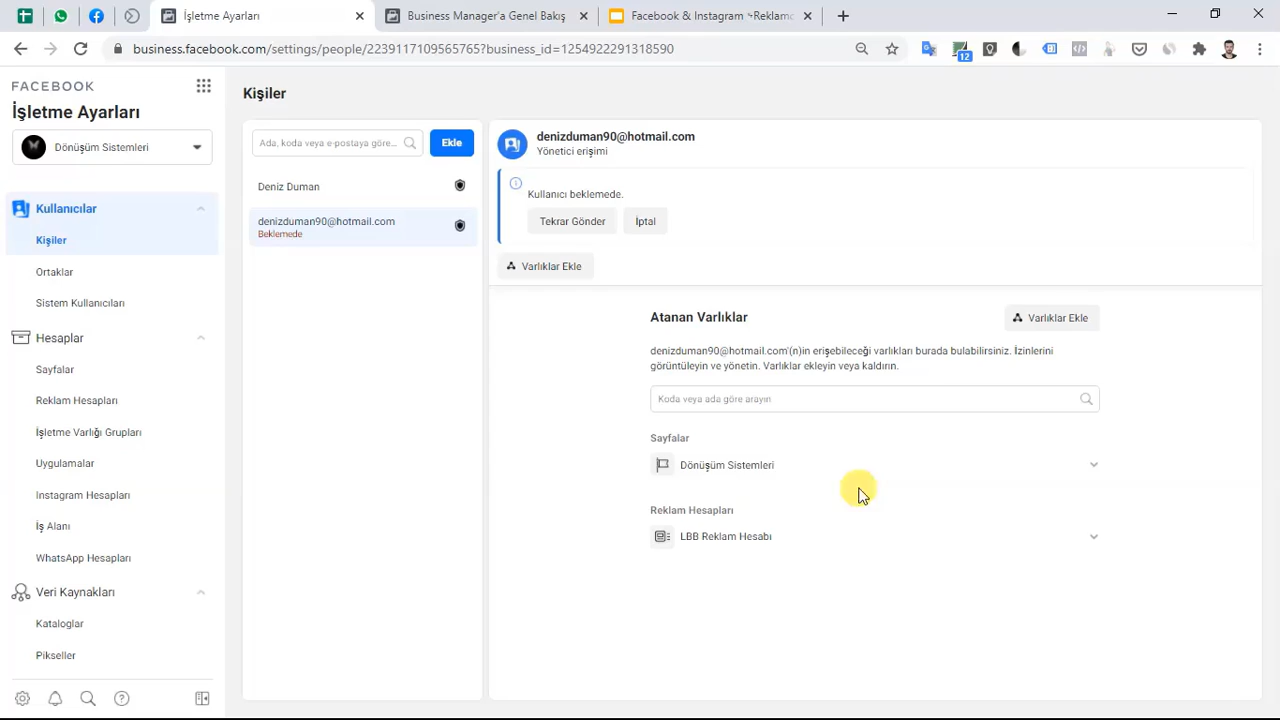 İşletme Ayarları
Business Manager'a Genel Bakış
Facebook & Instagram - Reklamc
business.facebook.com/settings/people/223911710956576​5?business_id=1254922291318590
12
FACEBOOK
İşletme Ayarları
Dönüşüm Sistemleri
Kullanıcılar
Kişiler
Ortaklar
Sistem Kullanıcıları
Hesaplar
Sayfalar
Reklam Hesapları
İşletme Varlığı Grupları
Uygulamalar
Instagram Hesapları
İş Alanı
WhatsApp Hesapları
Veri Kaynakları
Kataloglar
Pikseller
Kişiler
Ada, koda veya e-postaya göre...
Ekle
Deniz Duman
denizduman90@hotmail.com
Beklemede
denizduman90@hotmail.com
Yönetici erişimi
Kullanıcı beklemede.
Tekrar Gönder
İptal
Varlıklar Ekle
Atanan Varlıklar
Varlıklar Ekle
denizduman90@hotmail.com'(n)in erişebileceği varlıkları burada bulabilirsiniz. İzinlerini
görüntüleyin ve yönetin. Varlıklar ekleyin veya kaldırın.
Koda veya ada göre arayın
Sayfalar
Dönüşüm Sistemleri
Reklam Hesapları
LBB Reklam Hesabı